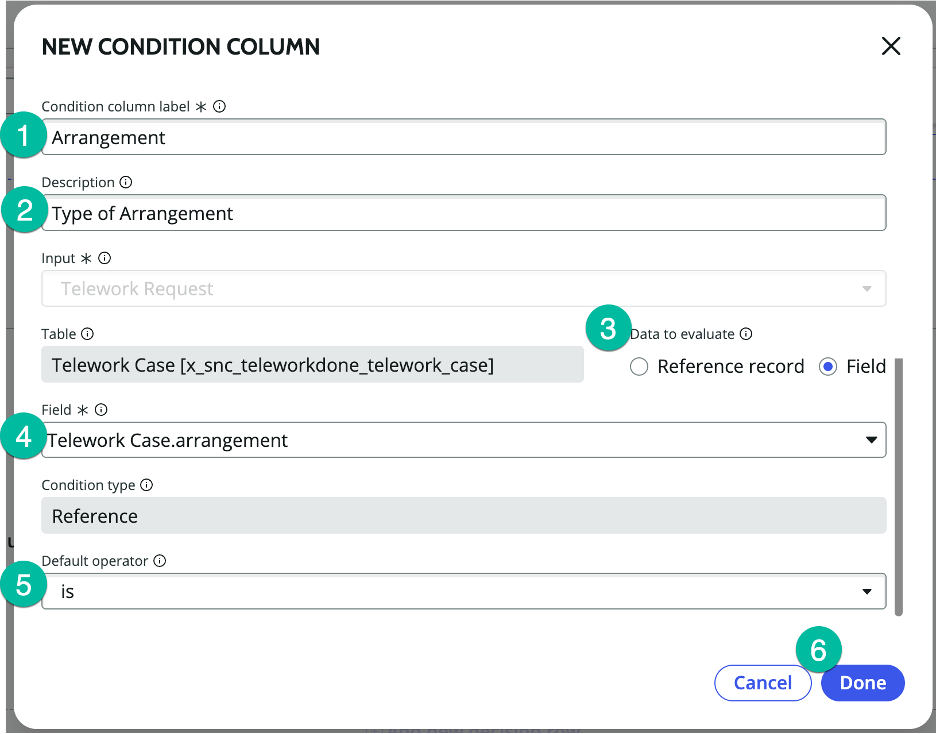 NEW CONDITION COLUMN
Condition column label *
1 Arrangement
Description
2 Type of Arrangement
Input *
Telework Request
Table
3 Data to evaluate
Telework Case [x_snc_teleworkdone_telework_case]
Reference record Field
Field *
4 Telework Case.arrangement
Condition type
Reference
Default operator
5 is
6
Cancel Done